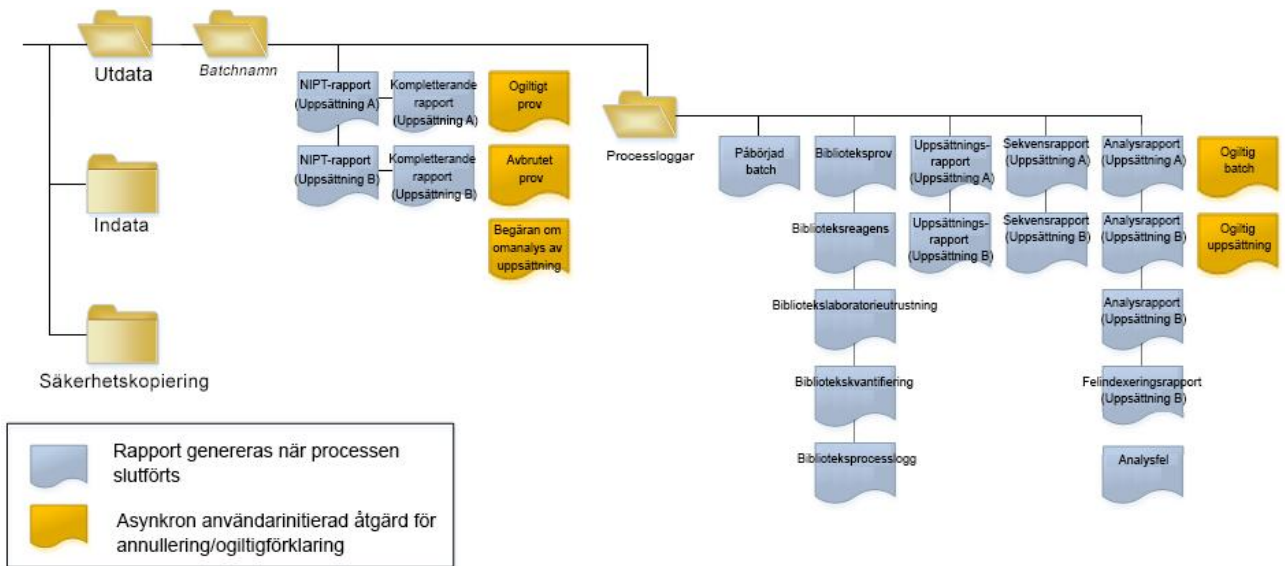 Utdata
Batchnamn
Indata
Säkerhetskopiering
NIPT-rapport
(Uppsättning A)
Kompletterande
rapport
(Uppsättning A)
Ogiltigt
prov
NIPT-rapport
(Uppsättning B)
Kompletterande
rapport
(Uppsättning B)
Avbrutet
prov
Begäran om
omanalys av
uppsättning
Processloggar
Påbörjad
batch
Biblioteksprov
Uppsättnings-
rapport
(Uppsättning A)
Sekvensrapport
(Uppsättning A)
Analysrapport
(Uppsättning A)
Ogiltig
batch
Biblioteksreagens
Uppsättnings-
rapport
(Uppsättning B)
Sekvensrapport
(Uppsättning B)
Analysrapport
(Uppsättning B)
Ogiltig
uppsättning
Bibliotekslaboratorieutrustning
Analysrapport
(Uppsättning B)
Bibliotekskvantifiering
Felindexeringsrapport
(Uppsättning B)
Biblioteksprocesslogg
Analysfel
Rapport genereras när processen
slutförts
Asynkron användarinitierad åtgärd för
annullering/ogiltigförklaring